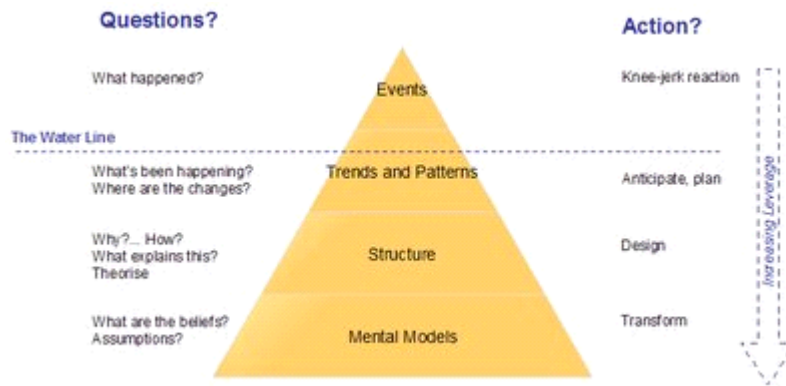 Questions?
Action?
What happened?
Events
Knee-jerk reaction
The Water Line
What's been happening?
Where are the changes?
Trends and Patterns
Anticipate, plan
Why?... How?
What explains this?
Theorise
Structure
Design
What are the beliefs?
Assumptions?
Mental Models
Transform
Increasing Leverage